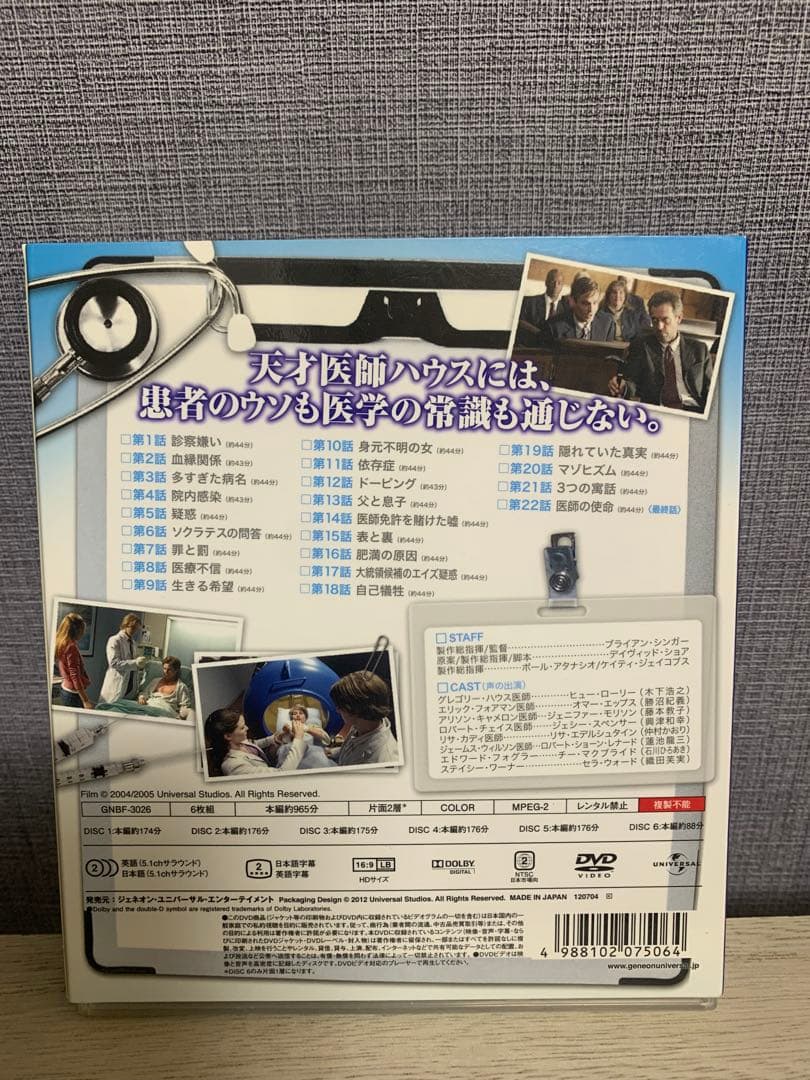 天才医師ハウスには、
患者のウソも医学の常識も通じない。
□第1話 診察嫌い (約44分)
□第2話 血縁関係 (約43分)
□第3話 多すぎた病名 (約44分)
□第4話 院内感染 (約43分)
□第5話 疑惑 (約44分)
□第6話 ソクラテスの問答 (約44分)
□第7話 罪と罰 (約44分)
□第8話 医療不信 (約44分)
□第9話 生きる希望 (約44分)
□第10話 身元不明の女 (約44分)
□第11話 依存症 (約44分)
□第12話 ドーピング (約43分)
□第13話 父と息子 (約44分)
□第14話 医師免許を賭けた嘘 (約44分)
□第15話 表と裏 (約44分)
□第16話 肥満の原因 (約44分)
□第17話 大統領候補のエイズ疑惑 (約44分)
□第18話 自己犠牲 (約44分)
□第19話 隠れていた真実 (約44分)
□第20話 マゾヒズム (約44分)
□第21話 3つの寓話 (約44分)
□第22話 医師の使命 (約44分) 〈最終話〉
□STAFF
製作総指揮/監督…………ブライアン・シンガー
原案/製作総指揮/脚本…………デイヴィッド・ショア
製作総指揮…………ポール・アタナシオ/ケイティ・ジェイコブス
□CAST(声の出演)
グレゴリー・ハウス医師…………ヒュー・ローリー(木下浩之)
エリック・フォアマン医師…………オマー・エップス(勝沼紀義)
アリソン・キャメロン医師…………ジェニファー・モリソン(藤本教子)
ロバート・チェイス医師…………ジェシー・スペンサー(興津和幸)
リサ・カディ医師…………リサ・エデルシュタイン(仲村かおり)
ジェームス・ウィルソン医師…ロバート・ショーン・レナード(蓮池龍三)
エドワード・フォグラー…………チー・マクブライド(石川ひろあき)
ステイシー・ワーナー…………セラ・ウォード(織田芙実)
Film © 2004/2005 Universal Studios. All Rights Reserved.
GNBF-3026 6枚組 本編約965分 片面2層* COLOR MPEG-2 レンタル禁止 複製不能
DISC 1:本編約174分 DISC 2:本編約176分 DISC 3:本編約175分 DISC 4:本編約176分 DISC 5:本編約176分 DISC 6:本編約88分
2 英語(5.1chサラウンド)
日本語(5.1chサラウンド)
2 日本語字幕
英語字幕
16:9 LB
HDサイズ
DOLBY
DIGITAL
2
NTSC
日本市場向
DVD
VIDEO
UNIVERSAL
発売元:ジェネオン・ユニバーサル・エンターテイメント Packaging Design © 2012 Universal Studios. All Rights Reserved. MADE IN JAPAN 120704
●Dolby and the double-D symbol are registered trademarks of Dolby Laboratories.
*DISC 6のみ片面1層になります。
4 988102 075064
www.geneonuniversal.jp